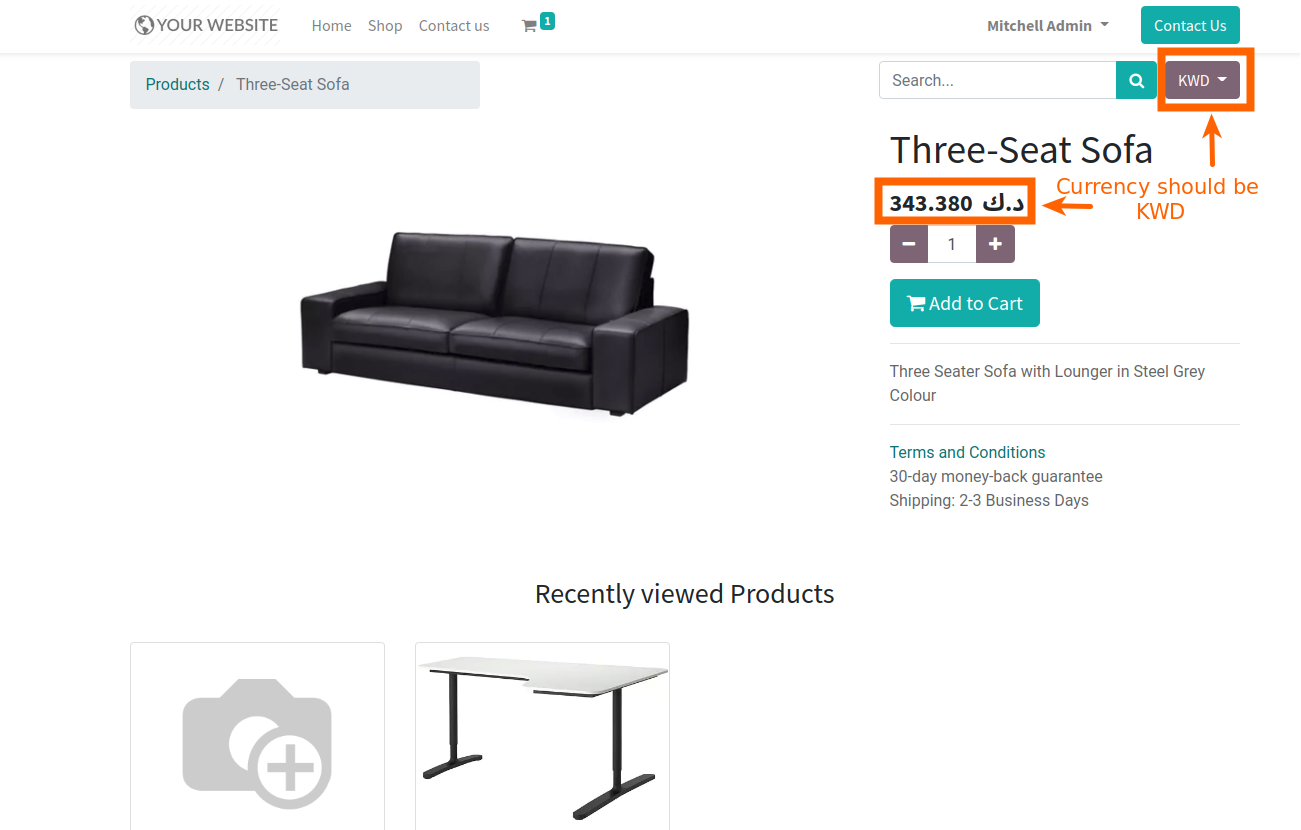 YOUR WEBSITE Home Shop Contact us 1 Mitchell Admin Contact Us
Products / Three-Seat Sofa Search... KWD
Three-Seat Sofa
343.380 د.ك
Currency should be
KWD
1
Add to Cart
Three Seater Sofa with Lounger in Steel Grey
Colour
Terms and Conditions
30-day money-back guarantee
Shipping: 2-3 Business Days
Recently viewed Products